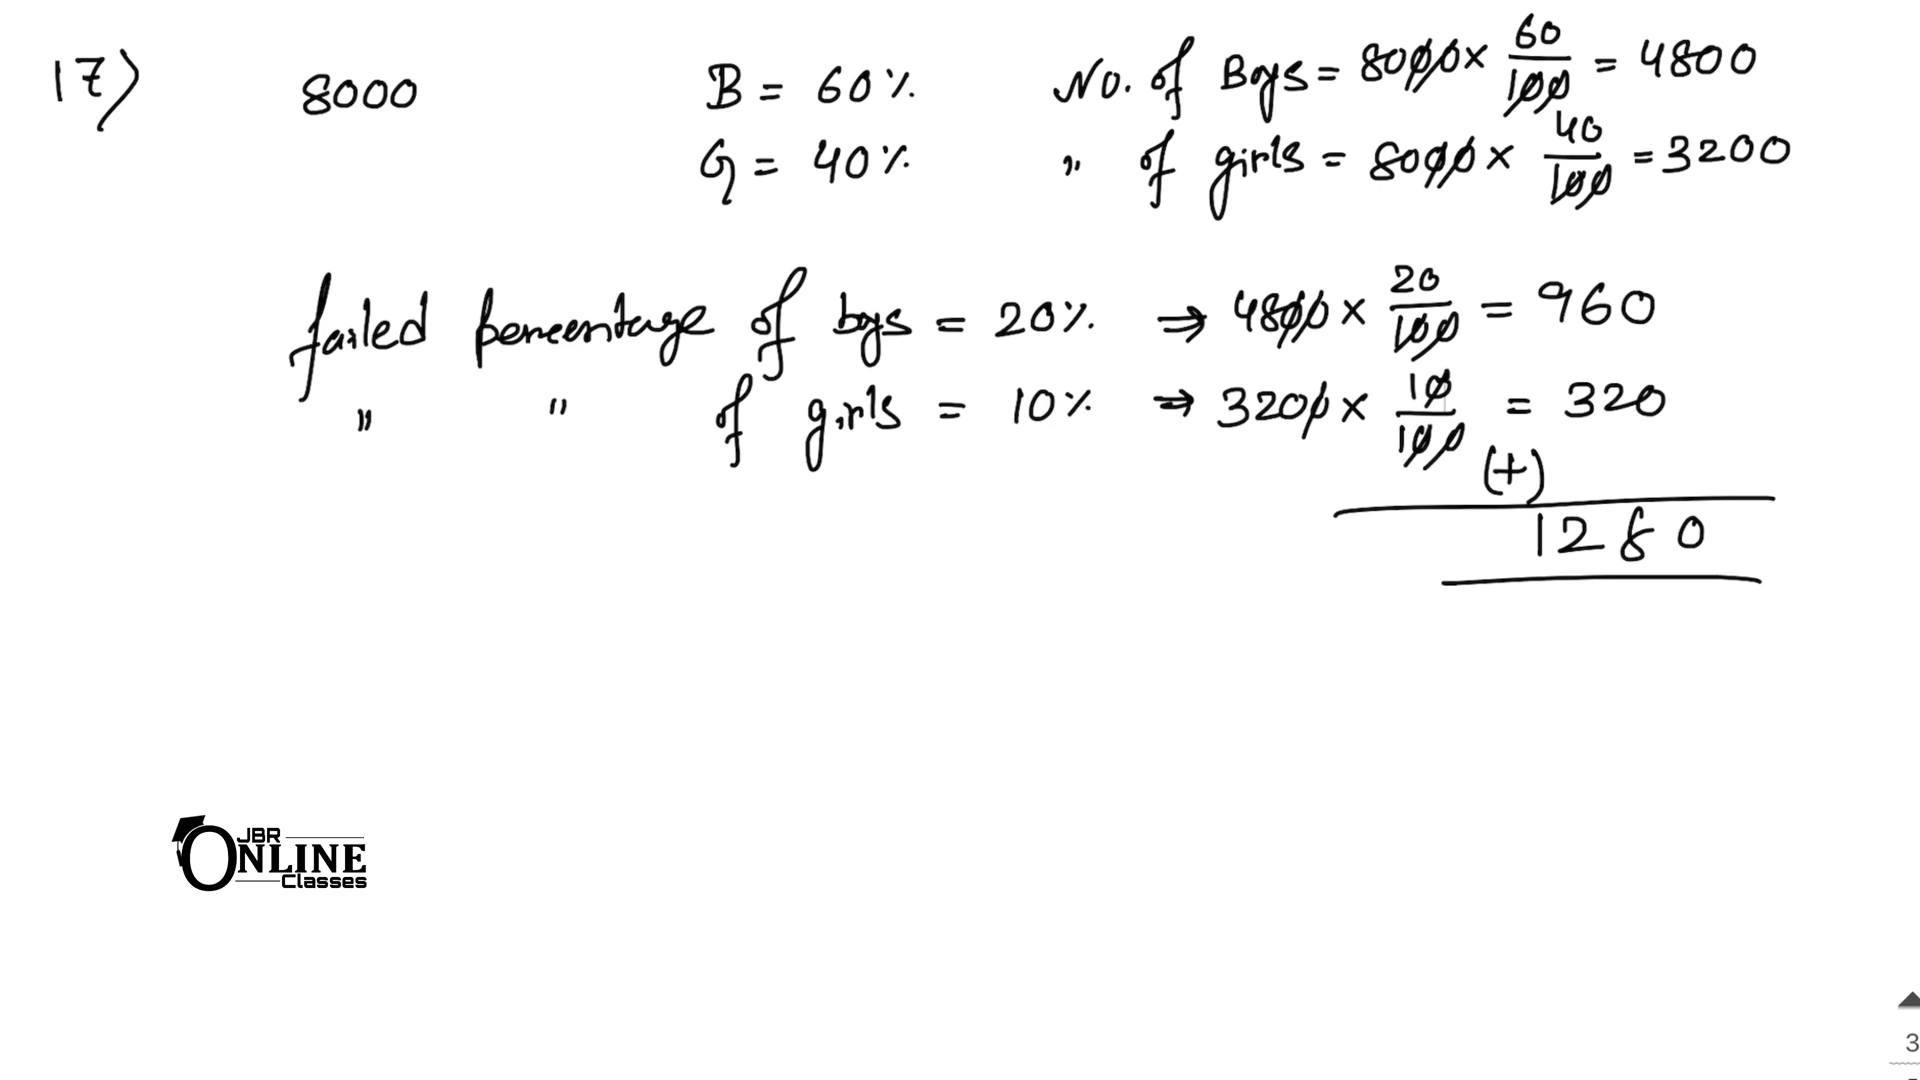 17) 8000 B = 60% No. of Boys = 8000 × 60/100 = 4800
G = 40% " of girls = 8000 × 40/100 = 3200
failed percentage of boys = 20% ⇒ 4800 × 20/100 = 960
" " of girls = 10% ⇒ 3200 × 10/100 = 320
(+)
1280
JBR
ONLINE
Classes
3